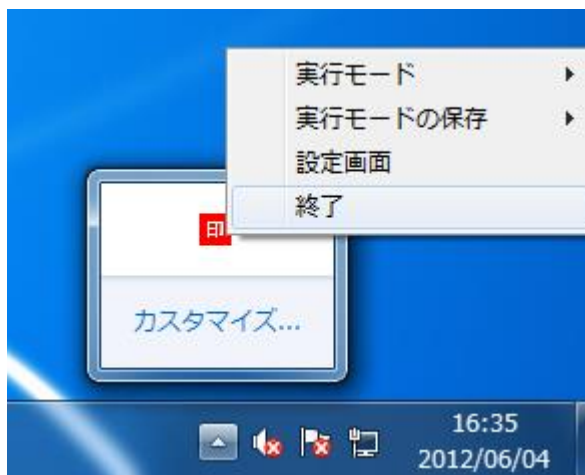 実行モード
実行モードの保存
設定画面
終了
印
カスタマイズ...
16:35
2012/06/04